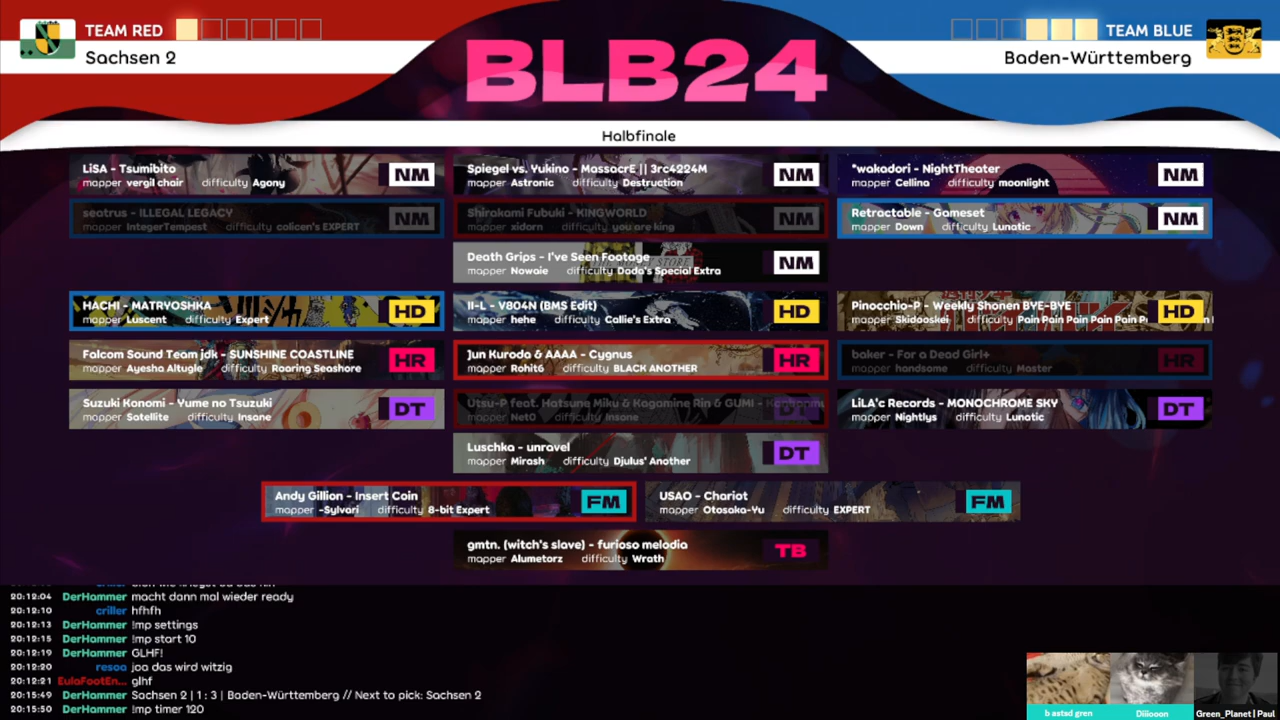 TEAM RED
Sachsen 2
BLB24
TEAM BLUE
Baden-Württemberg
Halbfinale
LiSA - Tsumibito
mapper vergil chair difficulty Agony
NM
Spiegel vs. Yukino - MassacrE || 3rc4224M
mapper Astronic difficulty Destruction
NM
*wakadori - NightTheater
mapper Cellina difficulty moonlight
NM
seatrus - ILLEGAL LEGACY
mapper IntegerTempest difficulty colicen's EXPERT
NM
Shirakami Fubuki - KINGWORLD
mapper xidorn difficulty you are king
NM
Retractable - Gameset
mapper Down difficulty Lunatic
NM
Death Grips - I've Seen Footage
mapper Nowaie difficulty Dada's Special Extra
NM
HACHI - MATRYOSHKA
mapper Luscent difficulty Expert
HD
II-L - V804N (BMS Edit)
mapper hehe difficulty Callie's Extra
HD
Pinocchio-P - Weekly Shonen BYE-BYE
mapper Skidooskei difficulty Pain Pain Pain Pain Pain
HD
Falcom Sound Team jdk - SUNSHINE COASTLINE
mapper Ayesha Altugle difficulty Roaring Seashore
HR
Jun Kuroda & AAAA - Cygnus
mapper Rohit6 difficulty BLACK ANOTHER
HR
baker - For a Dead Girl+
mapper handsome difficulty Master
HR
Suzuki Konomi - Yume no Tsuzuki
mapper Satellite difficulty Insane
DT
Utsu-P feat. Hatsune Miku & Kagamine Rin & GUMI -
mapper Net0 difficulty Insane
DT
LiLA'c Records - MONOCHROME SKY
mapper Nightlys difficulty Lunatic
DT
Luschka - unravel
mapper Mirash difficulty Djulus' Another
DT
Andy Gillion - Insert Coin
mapper -Sylvari difficulty 8-bit Expert
FM
USAO - Chariot
mapper Otosaka-Yu difficulty EXPERT
FM
gmtn. (witch's slave) - furioso melodia
mapper Alumetorz difficulty Wrath
TB
20:12:04 DerHammer macht dann mal wieder ready
20:12:10 criller hfhfh
20:12:13 DerHammer !mp settings
20:12:15 DerHammer !mp start 10
20:12:19 DerHammer GLHF!
20:12:20 resoa joa das wird witzig
20:12:21 EulaFootEn... glhf
20:15:49 DerHammer Sachsen 2 | 1 : 3 | Baden-Württemberg // Next to pick: Sachsen 2
20:15:50 DerHammer !mp timer 120
Green_Planet | Paul